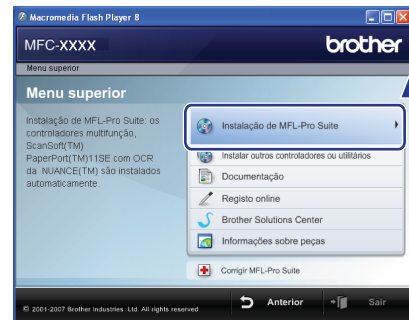 Macromedia Flash Player 8
MFC-XXXX
brother
Menu superior
Menu superior
Instalação de MFL-Pro
Suite: os
controladores multifunção,
ScanSoft(TM)
PaperPort(TM)11SE com OCR
da NUANCE(TM) são instalados
automaticamente.
Instalação de MFL-Pro Suite
Instalar outros controladores ou utilitários
Documentação
Registo online
Brother Solutions Center
Informações sobre peças
Corrigir MFL-Pro Suite
© 2001-2007 Brother Industries Ltd. All rights reserved
Anterior
Sair